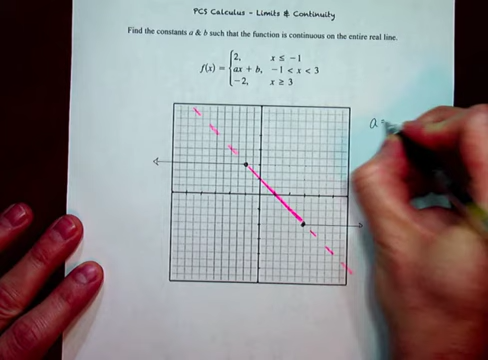 PCS Calculus - Limits & Continuity
Find the constants a & b such that the function is continuous on the entire real line.
2, x ≤ -1
f(x) = { ax + b, -1 < x < 3
-2, x ≥ 3
a =